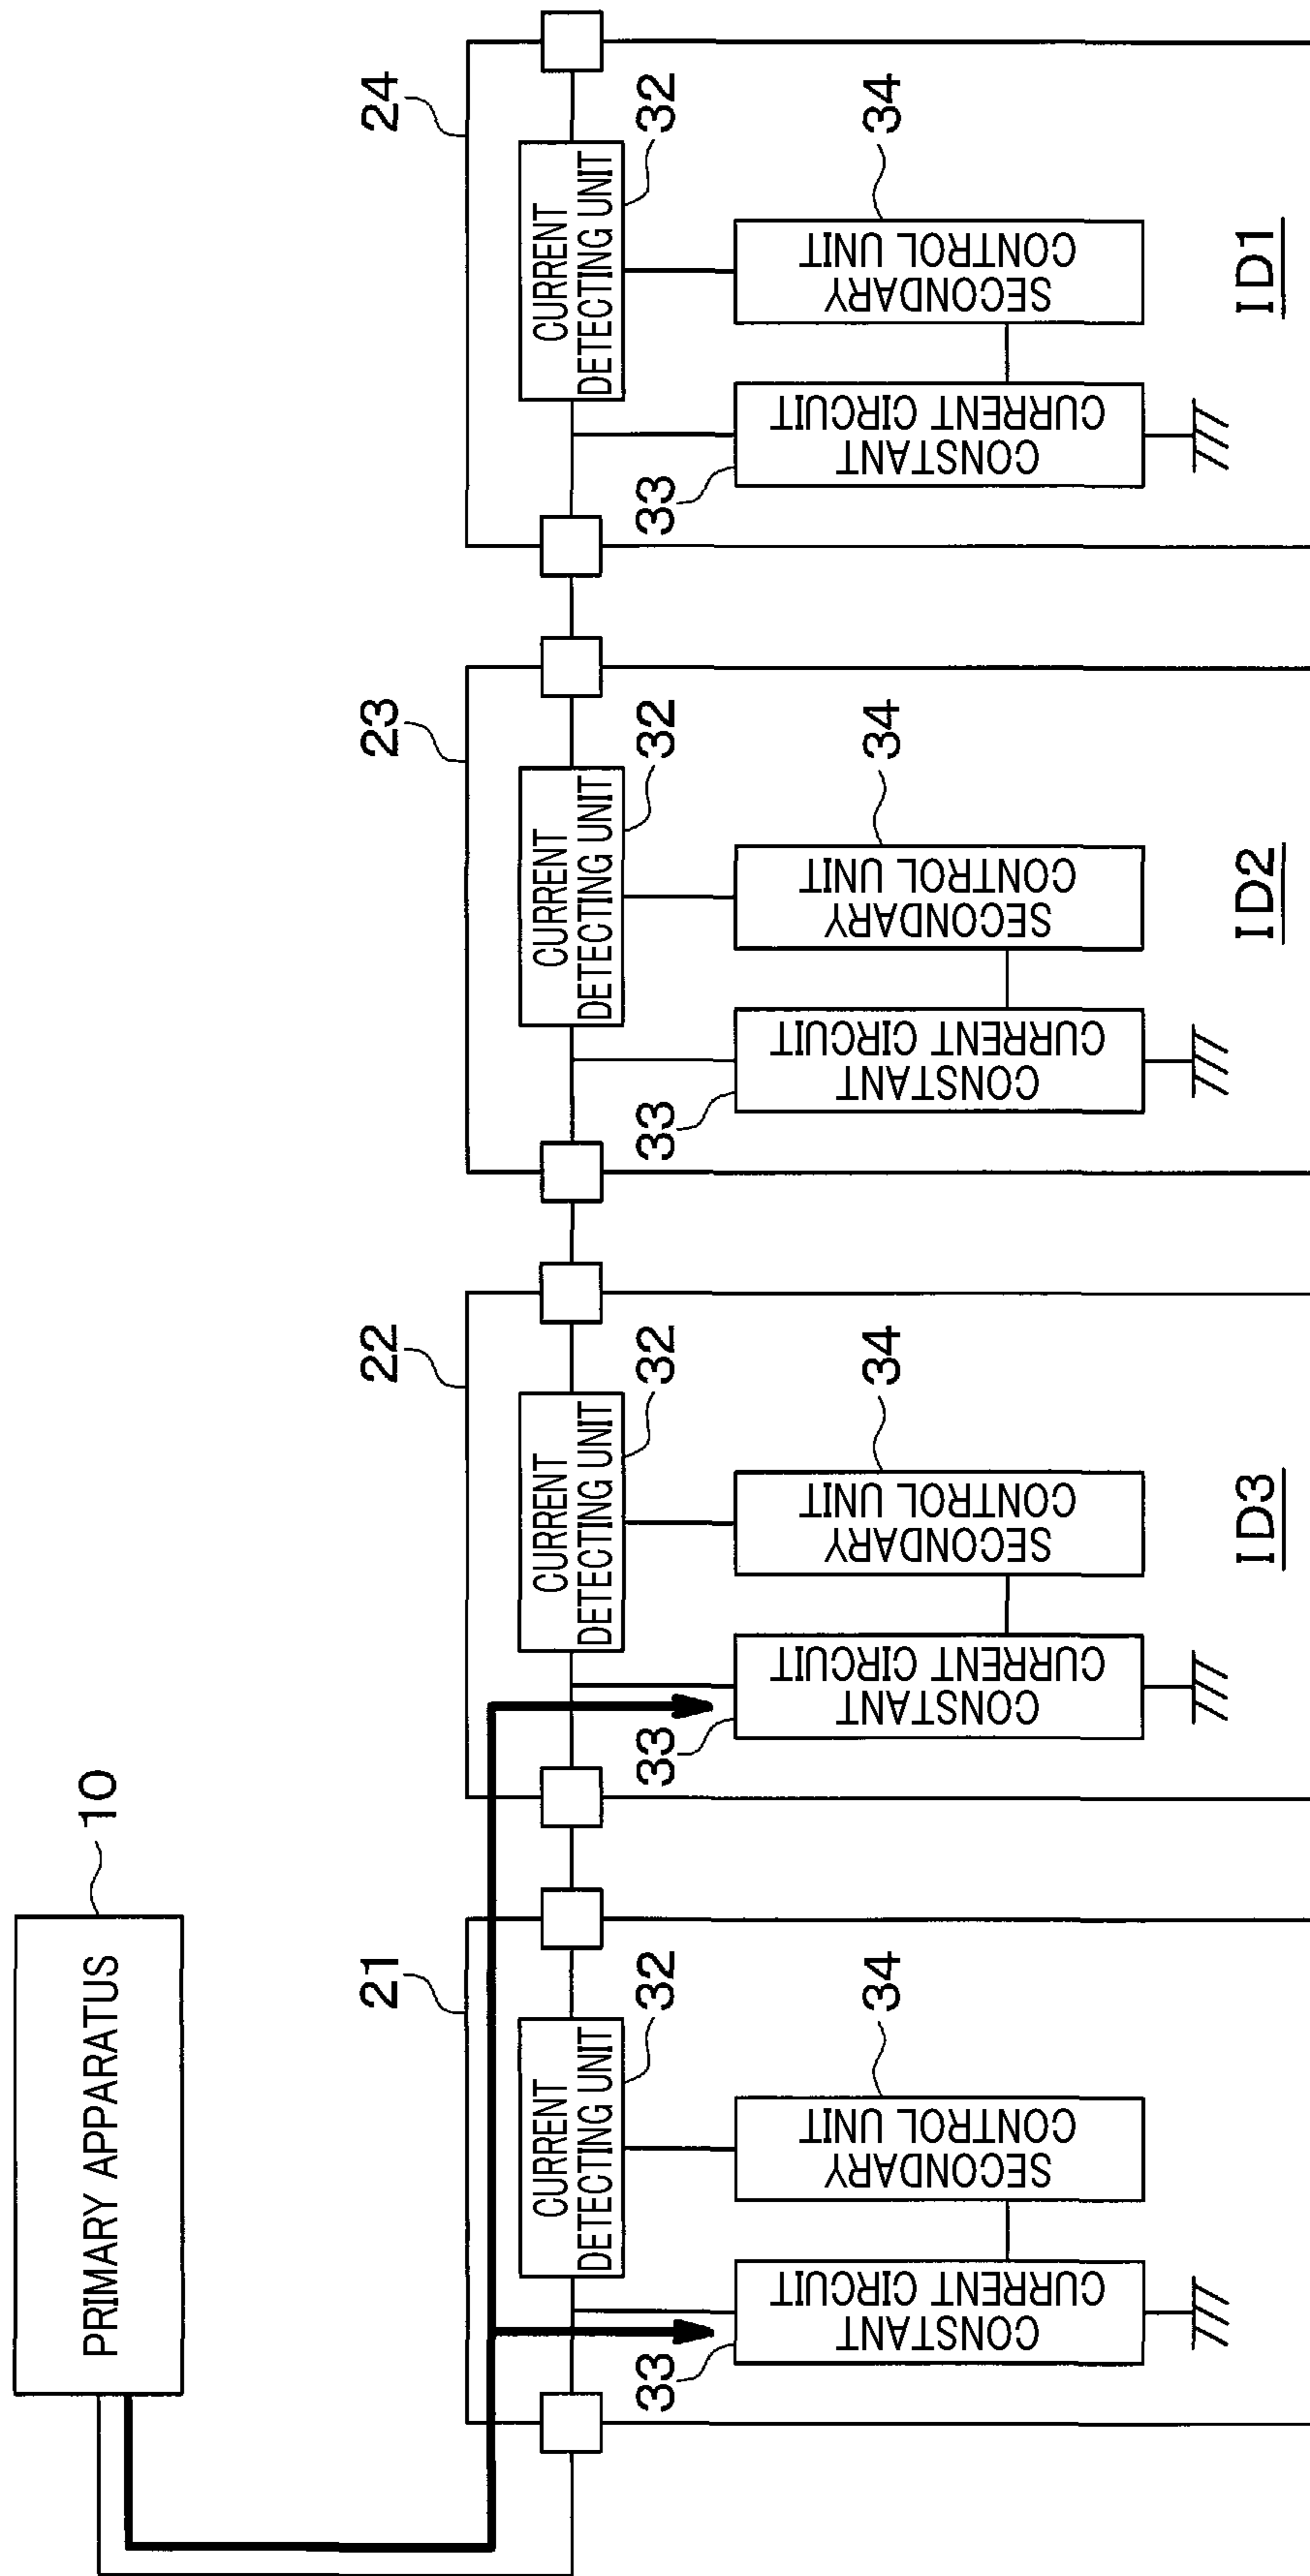 PRIMARY APPARATUS
10
21
22
23
24
CURRENT
DETECTING UNIT
32
33
CONSTANT
CURRENT CIRCUIT
SECONDARY
CONTROL UNIT
34
CURRENT
DETECTING UNIT
32
33
CONSTANT
CURRENT CIRCUIT
SECONDARY
CONTROL UNIT
34
ID3
CURRENT
DETECTING UNIT
32
33
CONSTANT
CURRENT CIRCUIT
SECONDARY
CONTROL UNIT
34
ID2
CURRENT
DETECTING UNIT
32
33
CONSTANT
CURRENT CIRCUIT
SECONDARY
CONTROL UNIT
34
ID1